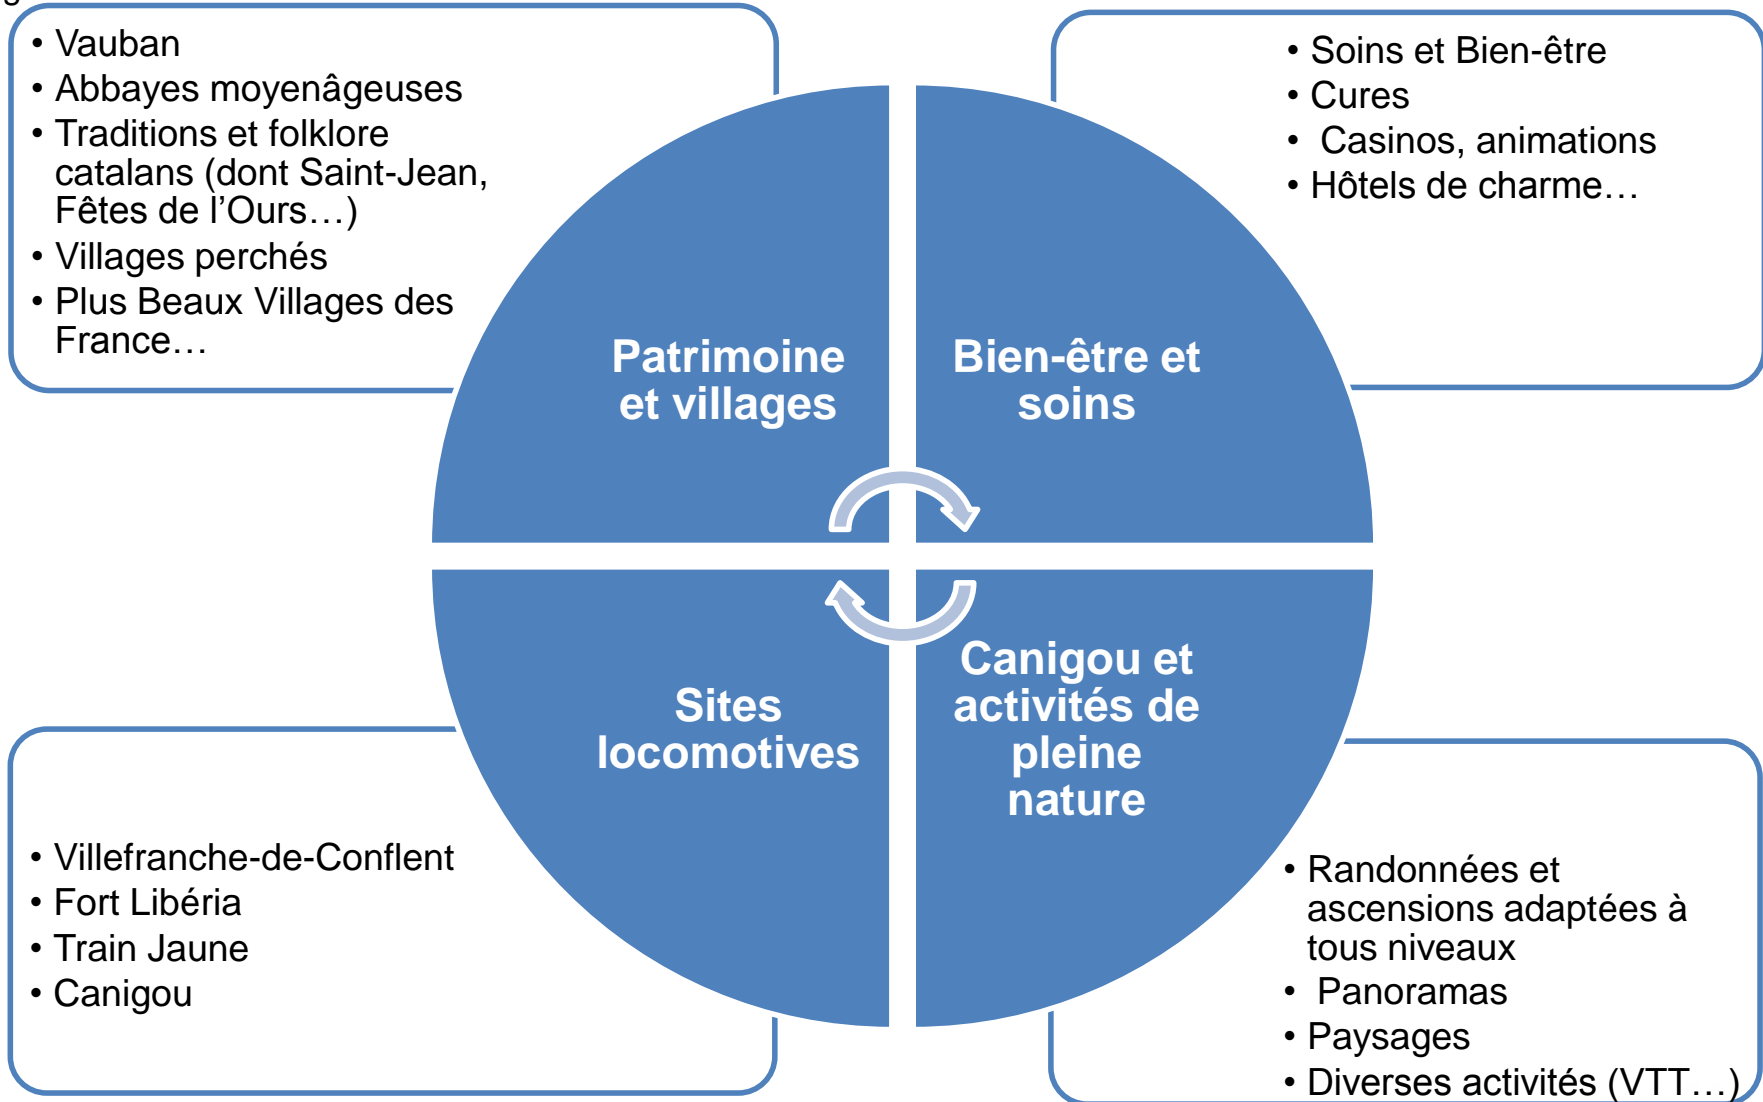 g
• Vauban
• Abbayes moyenâgeuses
• Traditions et folklore
catalans (dont Saint-Jean,
Fêtes de l’Ours…)
• Villages perchés
• Plus Beaux Villages des
France…
• Soins et Bien-être
• Cures
• Casinos, animations
• Hôtels de charme…
Patrimoine
et villages
Bien-être et
soins
Sites
locomotives
Canigou et
activités de
pleine
nature
• Villefranche-de-Conflent
• Fort Libéria
• Train Jaune
• Canigou
• Randonnées et
ascensions adaptées à
tous niveaux
• Panoramas
• Paysages
• Diverses activités (VTT…)